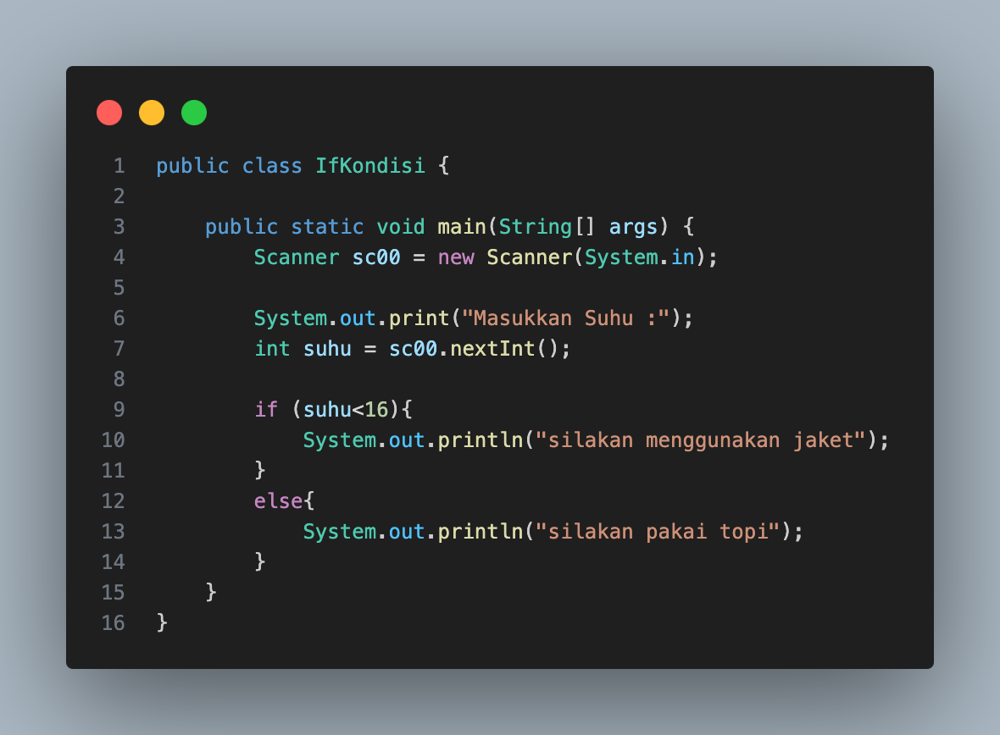 1 public class IfKondisi {
2
3     public static void main(String[] args) {
4         Scanner sc00 = new Scanner(System.in);
5
6         System.out.print("Masukkan Suhu :");
7         int suhu = sc00.nextInt();
8
9         if (suhu<16){
10             System.out.println("silakan menggunakan jaket");
11         }
12         else{
13             System.out.println("silakan pakai topi");
14         }
15     }
16 }